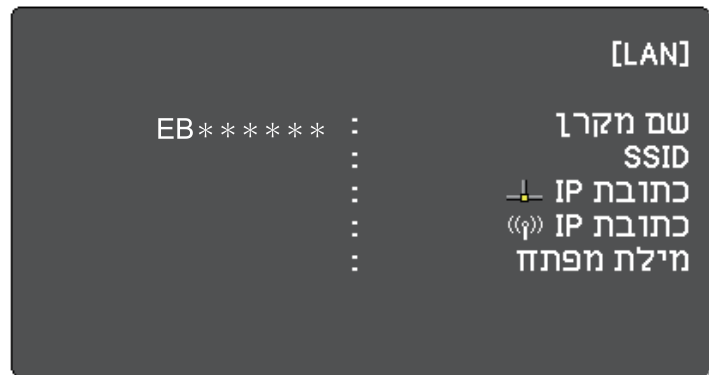 [LAN]
שם מקרן : EB∗∗∗∗∗∗
SSID :
כתובת IP :
כתובת IP :
מילת מפתח :